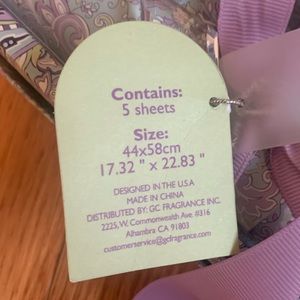 Contains:
5 sheets
Size:
44x58cm
17.32 " x 22.83 "
DESIGNED IN THE U.S.A
MADE IN CHINA
DISTRIBUTED BY: GC FRAGRANCE INC.
2225,W. Commonwealth Ave #316
Alhambra CA 91803
customerservice@gcfragrance.com